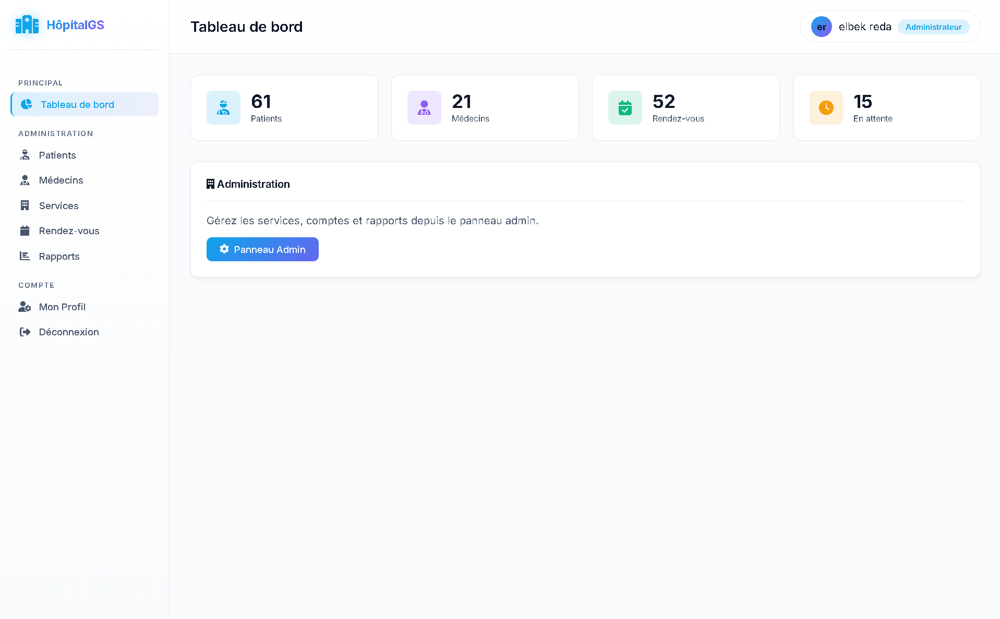 HôpitalGS
PRINCIPAL
Tableau de bord
ADMINISTRATION
Patients
Médecins
Services
Rendez-vous
Rapports
COMPTE
Mon Profil
Déconnexion
Tableau de bord
er elbek reda Administrateur
61
Patients
21
Médecins
52
Rendez-vous
15
En attente
Administration
Gérez les services, comptes et rapports depuis le panneau admin.
Panneau Admin